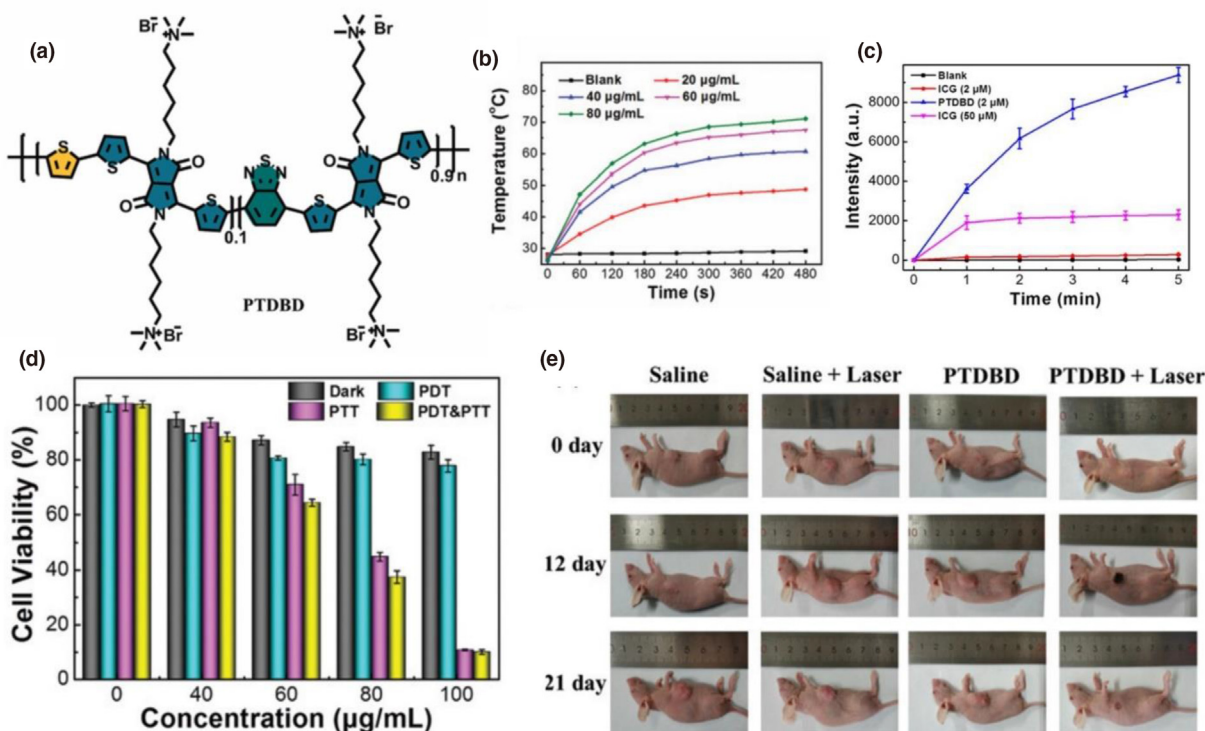 (a)
Br⁻
N⁺
Br⁻
N⁺
S
S
O
N
S
N
N
S
O
N
S
0.9 n
O
N
S
0.1
S
O
N
PTDBD
N⁺
Br⁻
Br⁻
N⁺
(b)
Blank
20 µg/mL
40 µg/mL
60 µg/mL
80 µg/mL
Temperature (°C)
80
70
60
50
40
30
0 60 120 180 240 300 360 420 480
Time (s)
(c)
Blank
ICG (2 µM)
PTDBD (2 µM)
ICG (50 µM)
Intensity (a.u.)
8000
6000
4000
2000
0
0 1 2 3 4 5
Time (min)
(d)
Dark
PDT
PTT
PDT&PTT
Cell Viability (%)
100
80
60
40
20
0
0 40 60 80 100
Concentration (µg/mL)
(e)
Saline
Saline + Laser
PTDBD
PTDBD + Laser
0 day
12 day
21 day